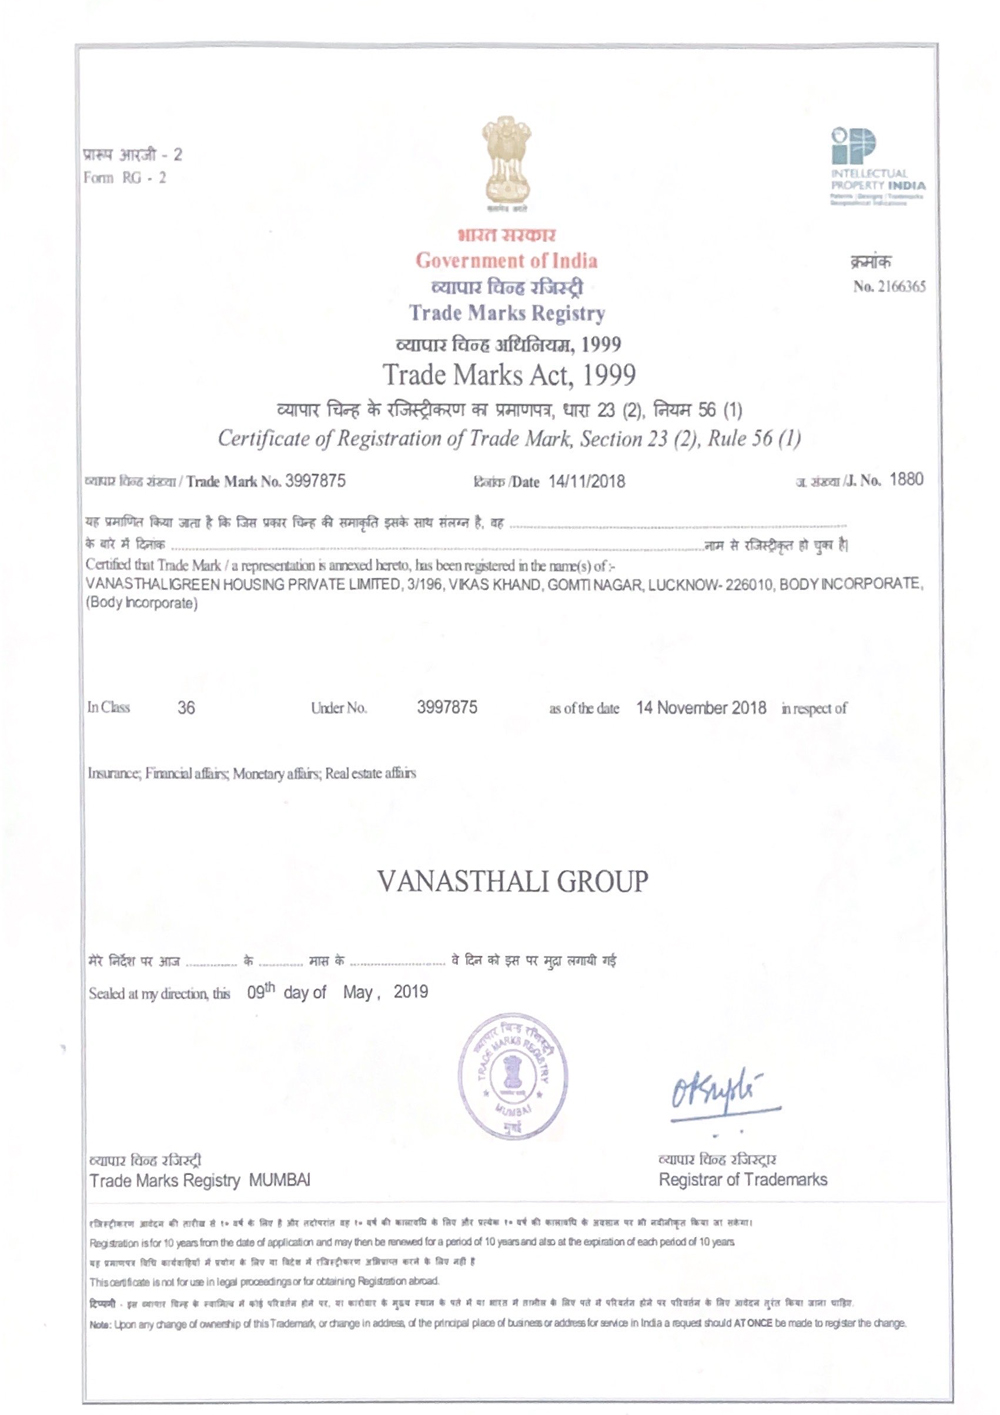 प्रारूप आरजी - 2
Form RG - 2
सत्यमेव जयते
INTELLECTUAL
PROPERTY INDIA
Patents | Designs | Trademarks
Geographical Indications
भारत सरकार
Government of India
व्यापार चिन्ह रजिस्ट्री
Trade Marks Registry
क्रमांक
No. 2166365
व्यापार चिन्ह अधिनियम, 1999
Trade Marks Act, 1999
व्यापार चिन्ह के रजिस्ट्रीकरण का प्रमाणपत्र, धारा 23 (2), नियम 56 (1)
Certificate of Registration of Trade Mark, Section 23 (2), Rule 56 (1)
व्यापार चिन्ह संख्या / Trade Mark No. 3997875 दिनांक /Date 14/11/2018 ज. संख्या /J. No. 1880
यह प्रमाणित किया जाता है कि जिस प्रकार चिन्ह की समाकृति इसके साथ संलग्न है, वह ........................
के बारे में दिनांक ........................ नाम से रजिस्ट्रीकृत हो चुका है|
Certified that Trade Mark / a representation is annexed hereto, has been registered in the name(s) of :-
VANASTHALIGREEN HOUSING PRIVATE LIMITED, 3/196, VIKAS KHAND, GOMTI NAGAR, LUCKNOW- 226010, BODY INCORPORATE,
(Body Incorporate)
In Class 36 Under No. 3997875 as of the date 14 November 2018 in respect of
Insurance; Financial affairs; Monetary affairs; Real estate affairs
VANASTHALI GROUP
मेरे निर्देश पर आज ............... के ............. मास के ........................ वे दिन को इस पर मुद्रा लगायी गई
Sealed at my direction, this 09th day of May, 2019
व्यापार चिन्ह रजिस्ट्री
TRADE MARKS REGISTRY
MUMBAI
मुंबई
व्यापार चिन्ह रजिस्ट्री
Trade Marks Registry MUMBAI
व्यापार चिन्ह रजिस्ट्रार
Registrar of Trademarks
रजिस्ट्रीकरण आवेदन की तारीख से १० वर्ष के लिए है और तदोपरांत वह १० वर्ष की कालावधि के लिए और प्रत्येक १० वर्ष की कालावधि के अवसान पर भी नवीनीकृत किया जा सकेगा।
Registration is for 10 years from the date of application and may then be renewed for a period of 10 years and also at the expiration of each period of 10 years
यह प्रमाणपत्र विधि कार्यवाहियों में प्रयोग के लिए या विदेश में रजिस्ट्रीकरण अभिप्राप्त करने के लिए नहीं है
This certificate is not for use in legal proceedings or for obtaining Registration abroad.
टिप्पणी - इस व्यापार चिन्ह के स्वामित्व में कोई परिवर्तन होने पर, या कारोबार के मुख्य स्थान के पते में या भारत में तामील के लिए पते में परिवर्तन होने पर परिवर्तन के लिए आवेदन तुरंत किया जाना चाहिए.
Note: Upon any change of ownership of this Trademark, or change in address, of the principal place of business or address for service in India a request should AT ONCE be made to register the change.